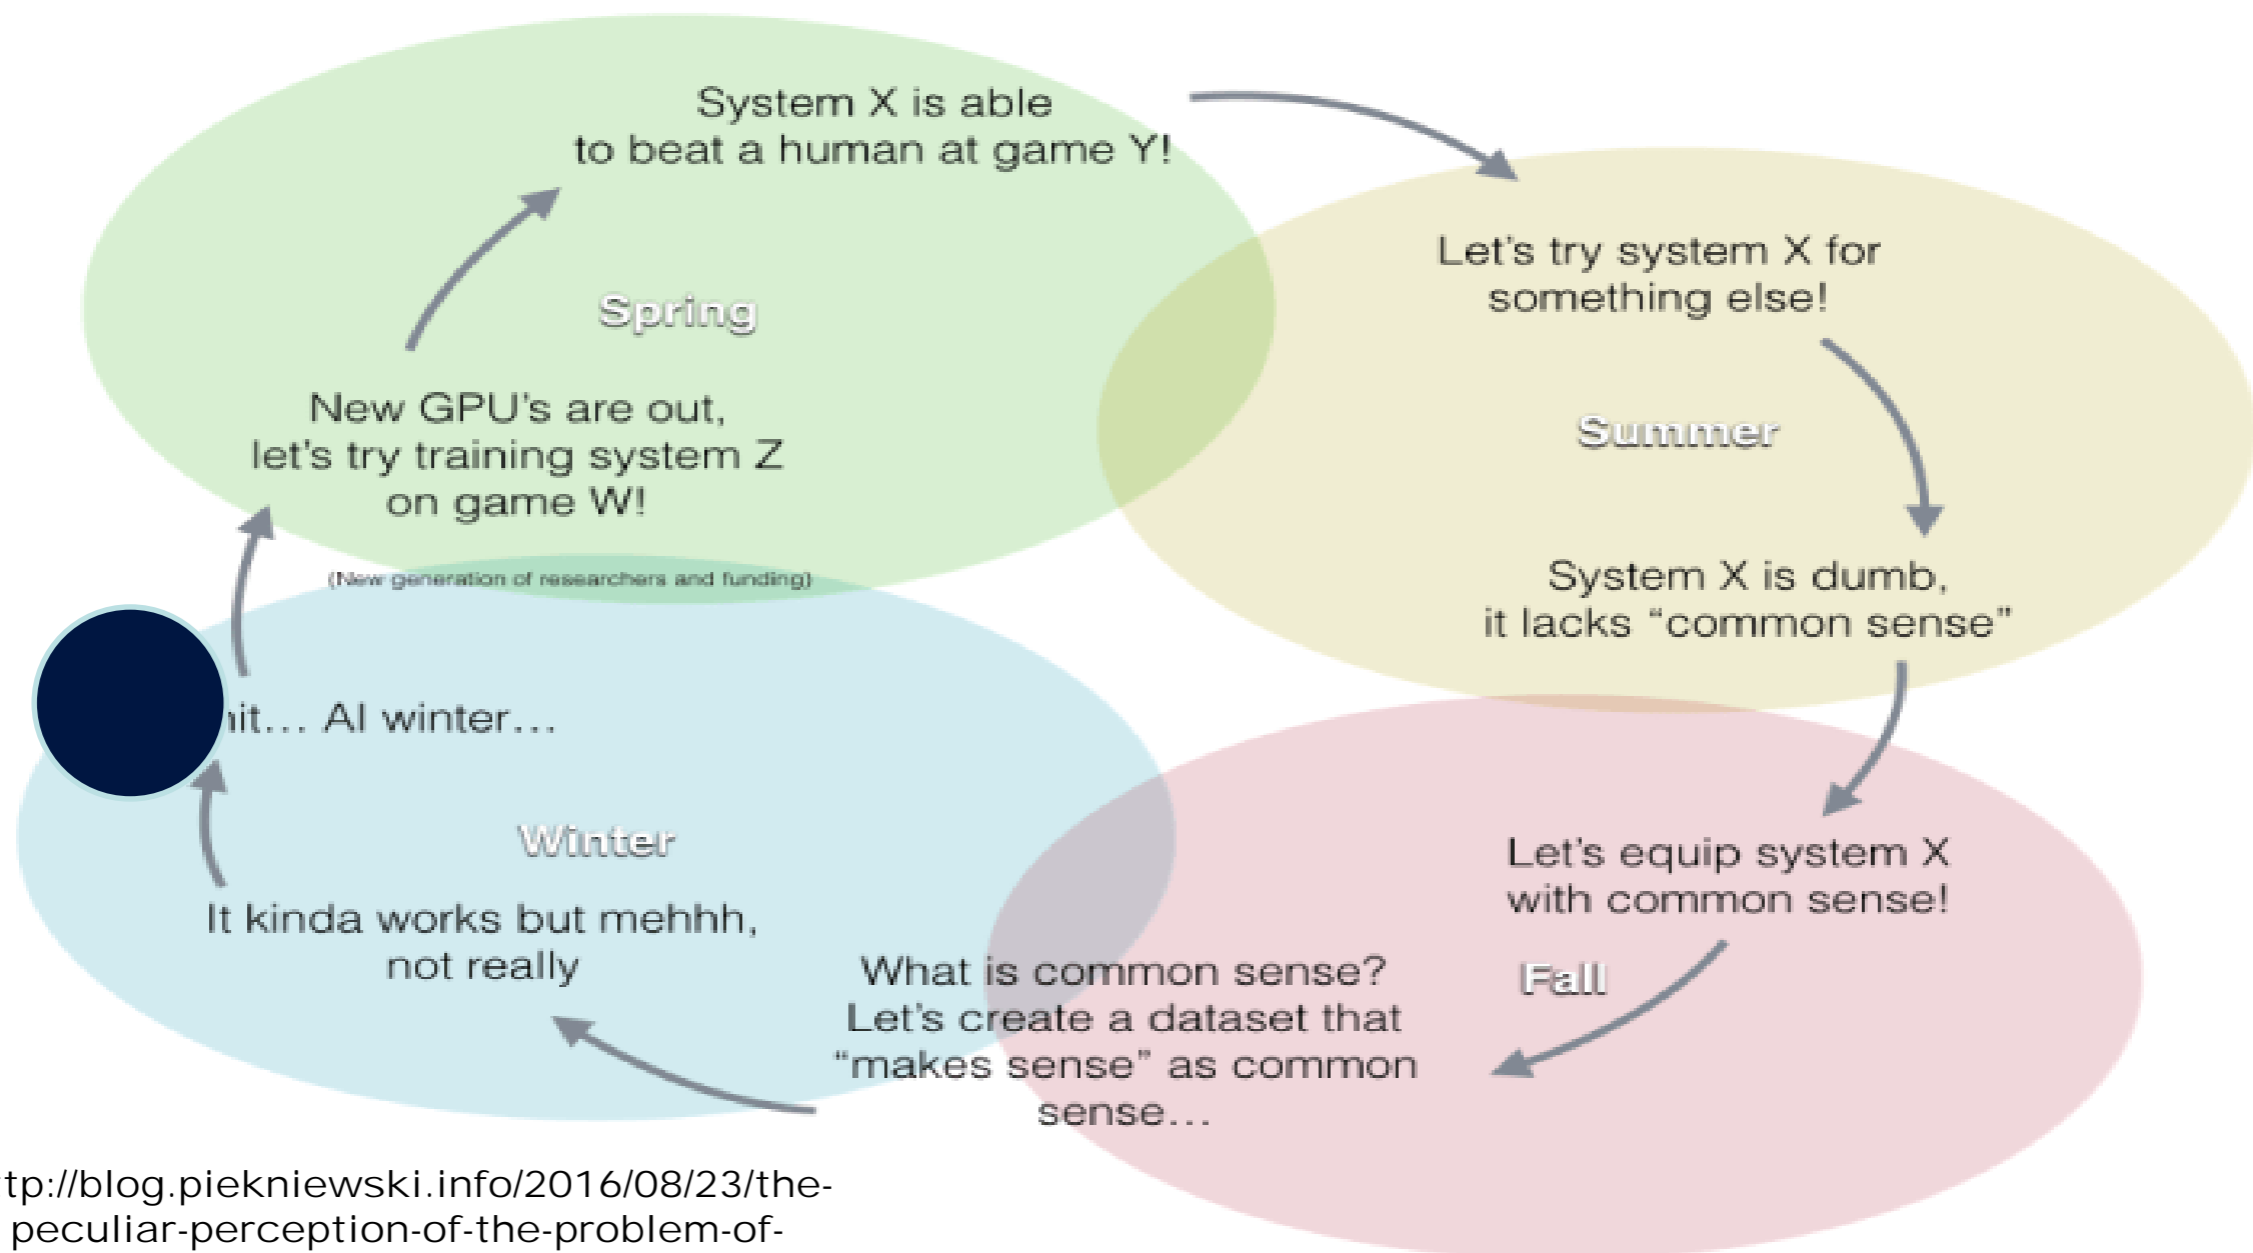 System X is able
to beat a human at game Y!
Spring
New GPU's are out,
let's try training system Z
on game W!
(New generation of researchers and funding)
Let's try system X for
something else!
Summer
System X is dumb,
it lacks “common sense”
Let's equip system X
with common sense!
Fall
What is common sense?
Let's create a dataset that
“makes sense” as common
sense...
It kinda works but mehhh,
not really
Winter
AI winter...
tp://blog.piekniewski.info/2016/08/23/the-
peculiar-perception-of-the-problem-of-